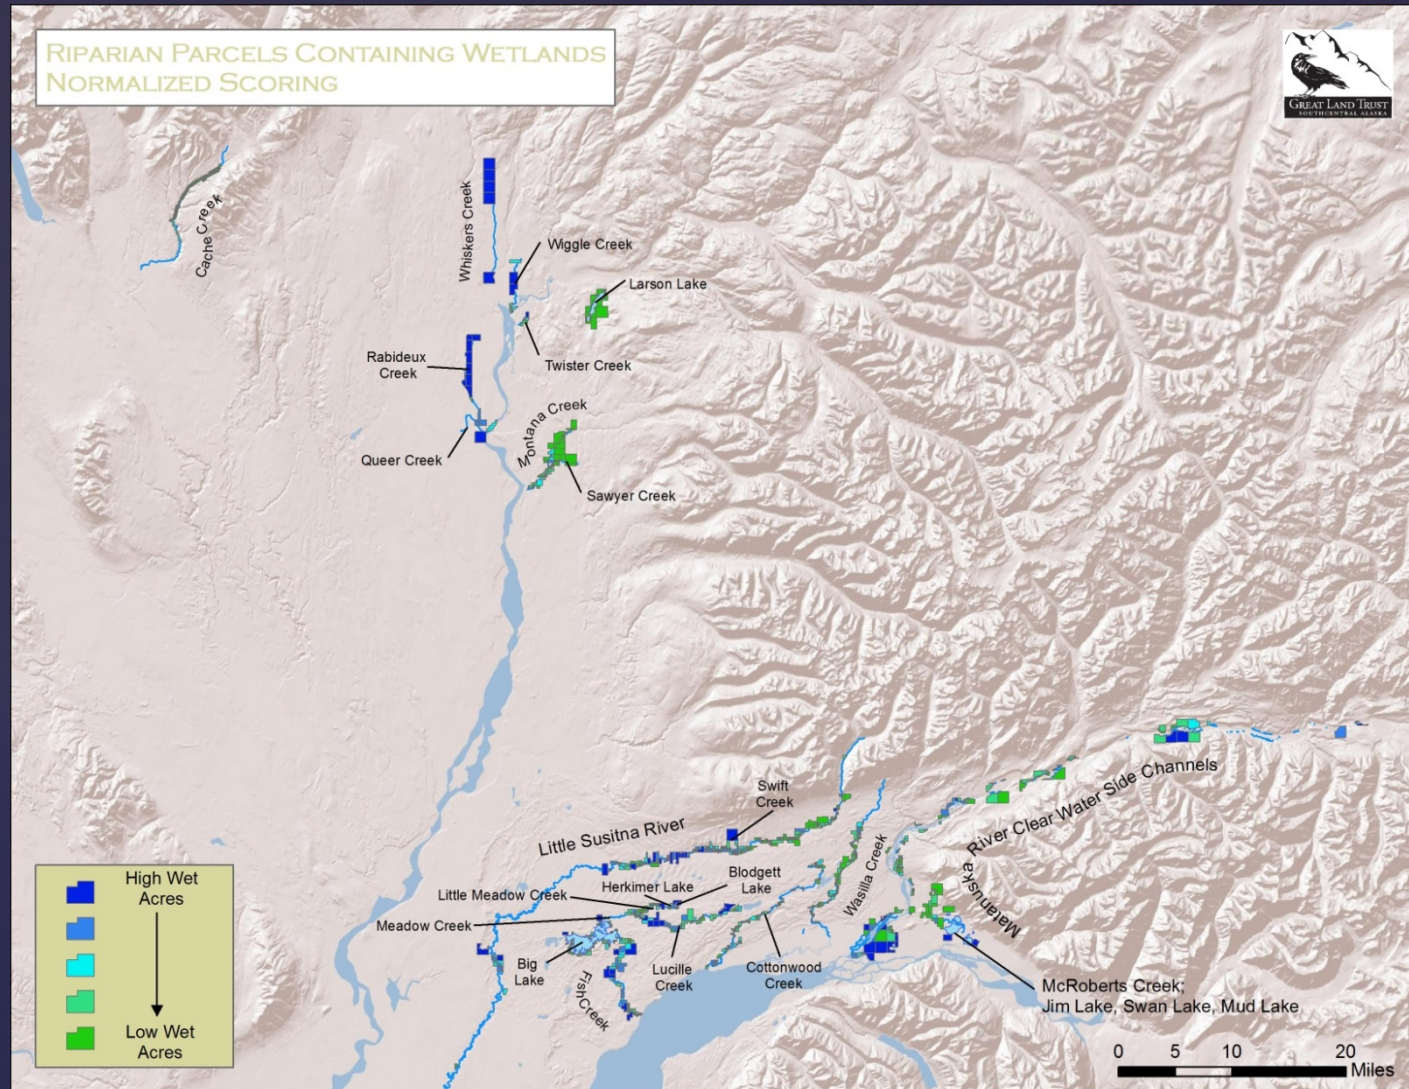 RIPARIAN PARCELS CONTAINING WETLANDS
NORMALIZED SCORING
GREAT LAND TRUST
SOUTHCENTRAL ALASKA
Cache Creek
Whiskers Creek
Wiggle Creek
Larson Lake
Rabideux
Creek
Twister Creek
Montana Creek
Queer Creek
Sawyer Creek
Matanuska River Clear Water Side Channels
Swift
Creek
Little Susitna River
Wasilla Creek
Blodgett
Lake
Herkimer Lake
Little Meadow Creek
Meadow Creek
Big
Lake
Fish Creek
Lucille
Creek
Cottonwood
Creek
McRoberts Creek;
Jim Lake, Swan Lake, Mud Lake
High Wet
Acres
Low Wet
Acres
0 5 10 20
Miles